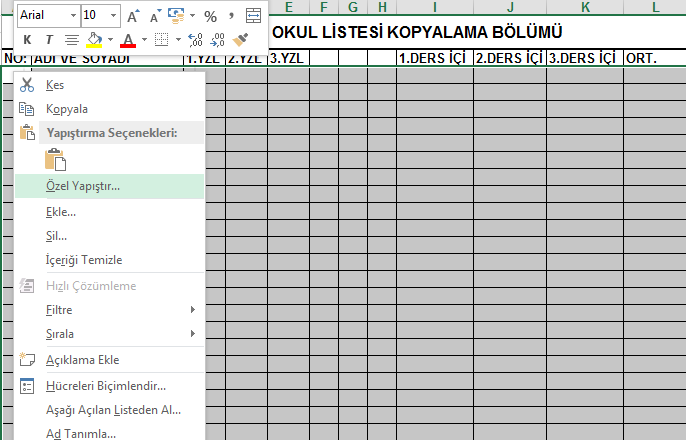 Arial 10 A A % ,
K T A ,00 ,00
E F G H I J K L
OKUL LİSTESİ KOPYALAMA BÖLÜMÜ
NO: ADI VE SOYADI 1.YZL 2.YZL 3.YZL 1.DERS İÇİ 2.DERS İÇİ 3.DERS İÇİ ORT.
Kes
Kopyala
Yapıştırma Seçenekleri:
Özel Yapıştır...
Ekle...
Sil...
İçeriği Temizle
Hızlı Çözümleme
Filtre
Sırala
Açıklama Ekle
Hücreleri Biçimlendir...
Aşağı Açılan Listeden Al...
Ad Tanımla...